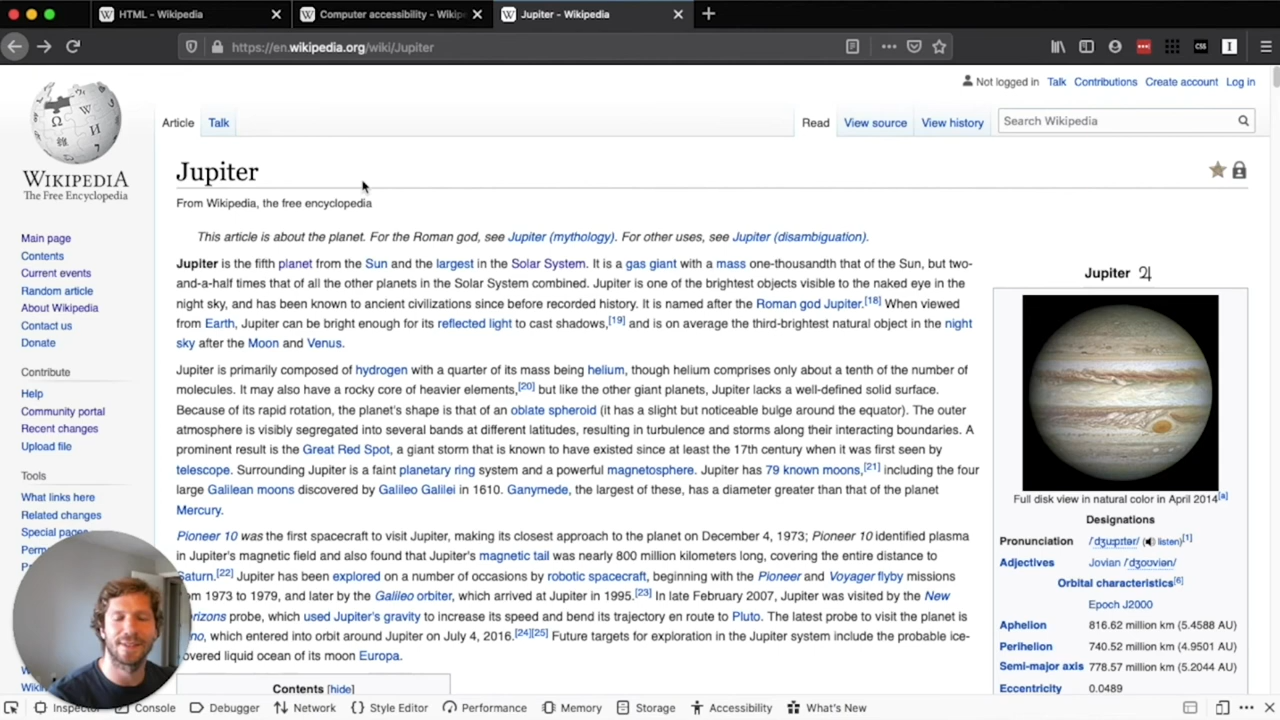 HTML - Wikipedia
Computer accessibility - Wikip
Jupiter - Wikipedia
https://en.wikipedia.org/wiki/Jupiter
Not logged in Talk Contributions Create account Log in
Article Talk Read View source View history Search Wikipedia
WIKIPEDIA
The Free Encyclopedia
Main page
Contents
Current events
Random article
About Wikipedia
Contact us
Donate
Contribute
Help
Community portal
Recent changes
Upload file
Tools
What links here
Related changes
Special pages
Jupiter
From Wikipedia, the free encyclopedia
This article is about the planet. For the Roman god, see Jupiter (mythology). For other uses, see Jupiter (disambiguation).
Jupiter is the fifth planet from the Sun and the largest in the Solar System. It is a gas giant with a mass one-thousandth that of the Sun, but two-
and-a-half times that of all the other planets in the Solar System combined. Jupiter is one of the brightest objects visible to the naked eye in the
night sky, and has been known to ancient civilizations since before recorded history. It is named after the Roman god Jupiter.[18] When viewed
from Earth, Jupiter can be bright enough for its reflected light to cast shadows,[19] and is on average the third-brightest natural object in the night
sky after the Moon and Venus.
Jupiter is primarily composed of hydrogen with a quarter of its mass being helium, though helium comprises only about a tenth of the number of
molecules. It may also have a rocky core of heavier elements,[20] but like the other giant planets, Jupiter lacks a well-defined solid surface.
Because of its rapid rotation, the planet's shape is that of an oblate spheroid (it has a slight but noticeable bulge around the equator). The outer
atmosphere is visibly segregated into several bands at different latitudes, resulting in turbulence and storms along their interacting boundaries. A
prominent result is the Great Red Spot, a giant storm that is known to have existed since at least the 17th century when it was first seen by
telescope. Surrounding Jupiter is a faint planetary ring system and a powerful magnetosphere. Jupiter has 79 known moons,[21] including the four
large Galilean moons discovered by Galileo Galilei in 1610. Ganymede, the largest of these, has a diameter greater than that of the planet
Mercury.
Pioneer 10 was the first spacecraft to visit Jupiter, making its closest approach to the planet on December 4, 1973; Pioneer 10 identified plasma
in Jupiter's magnetic field and also found that Jupiter's magnetic tail was nearly 800 million kilometers long, covering the entire distance to
Saturn.[22] Jupiter has been explored on a number of occasions by robotic spacecraft, beginning with the Pioneer and Voyager flyby missions
om 1973 to 1979, and later by the Galileo orbiter, which arrived at Jupiter in 1995.[23] In late February 2007, Jupiter was visited by the New
rizons probe, which used Jupiter's gravity to increase its speed and bend its trajectory en route to Pluto. The latest probe to visit the planet is
no, which entered into orbit around Jupiter on July 4, 2016.[24][25] Future targets for exploration in the Jupiter system include the probable ice-
overed liquid ocean of its moon Europa.
Contents [hide]
Jupiter ♃
Full disk view in natural color in April 2014[a]
Designations
Pronunciation /ˈdʒuːpɪtər/ (listen)[1]
Adjectives Jovian /ˈdʒoʊviən/
Orbital characteristics[6]
Epoch J2000
Aphelion 816.62 million km (5.4588 AU)
Perihelion 740.52 million km (4.9501 AU)
Semi-major axis 778.57 million km (5.2044 AU)
Eccentricity 0.0489
Inspector Console Debugger Network Style Editor Performance Memory Storage Accessibility What's New